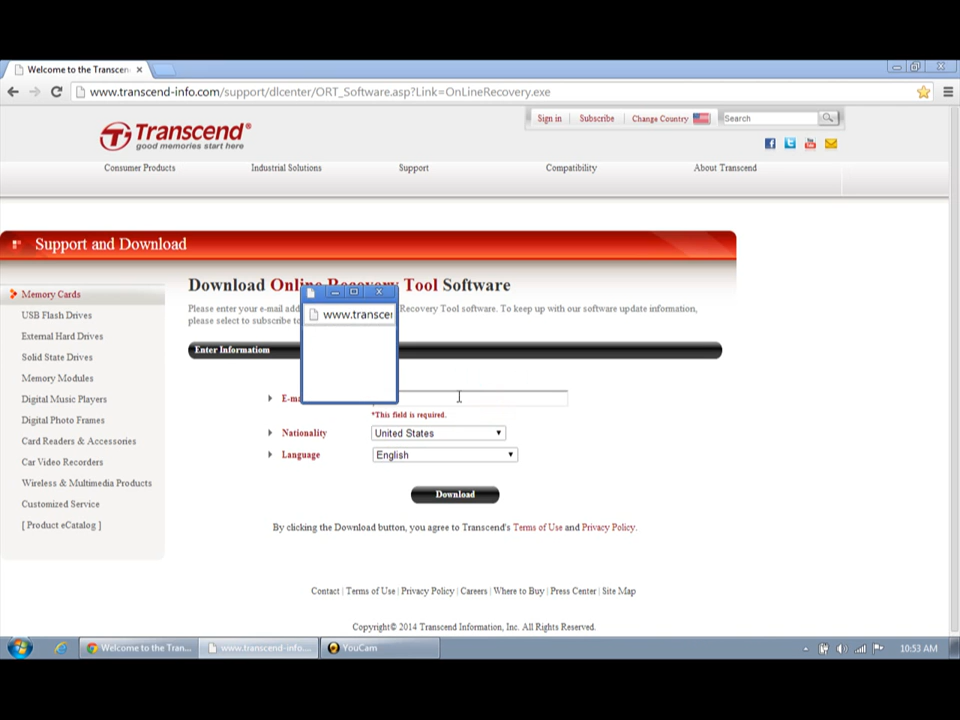 Welcome to the Transcen
www.transcend-info.com/support/dlcenter/ORT_Software.asp?Link=OnLineRecovery.exe
Sign in | Subscribe | Change Country
Search
Transcend®
good memories start here
Consumer Products Industrial Solutions Support Compatibility About Transcend
Support and Download
Memory Cards
USB Flash Drives
External Hard Drives
Solid State Drives
Memory Modules
Digital Music Players
Digital Photo Frames
Card Readers & Accessories
Car Video Recorders
Wireless & Multimedia Products
Customized Service
[ Product eCatalog ]
Download Online Recovery Tool Software
Please enter your e-mail add Recovery Tool software. To keep up with our software update information,
please select to subscribe to
www.transcen
Enter Information
E-ma
*This field is required.
Nationality United States
Language English
Download
By clicking the Download button, you agree to Transcend's Terms of Use and Privacy Policy.
Contact | Terms of Use | Privacy Policy | Careers | Where to Buy | Press Center | Site Map
Copyright© 2014 Transcend Information, Inc. All Rights Reserved.
Welcome to the Tran... www.transcend-info.... YouCam 10:53 AM